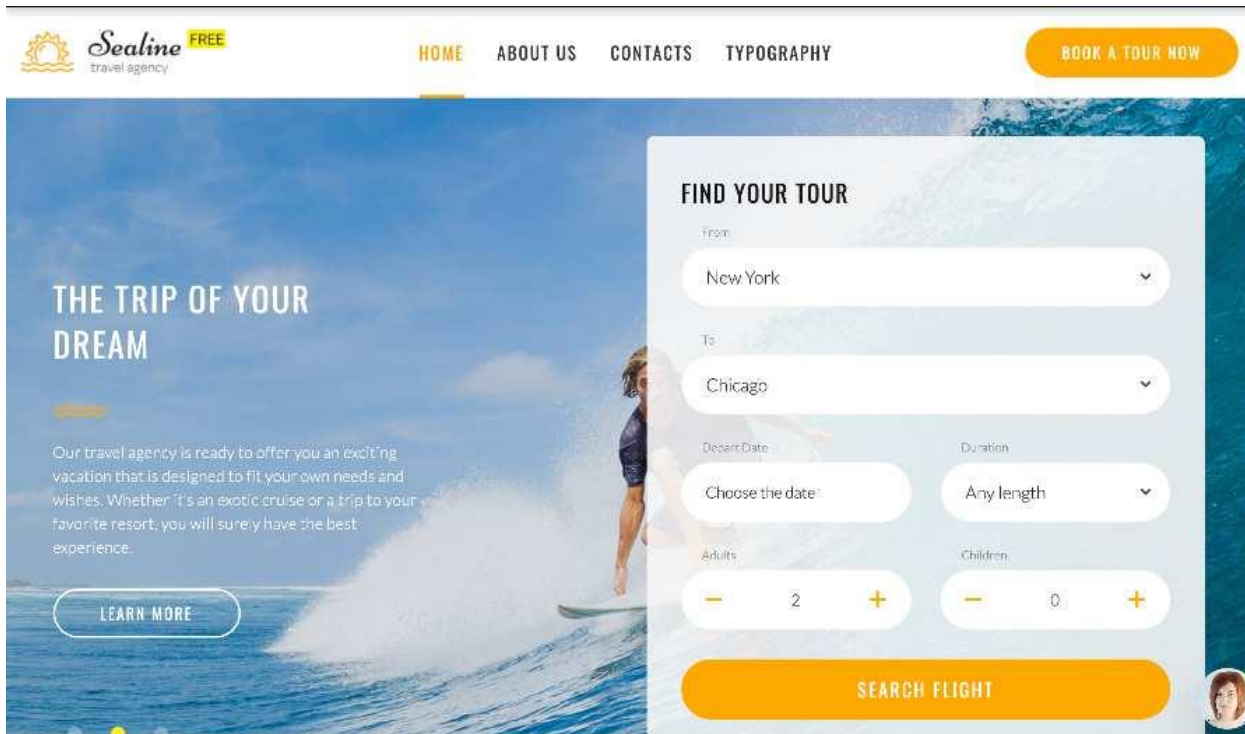 Sealine FREE
travel agency
HOME ABOUT US CONTACTS TYPOGRAPHY
BOOK A TOUR NOW
THE TRIP OF YOUR
DREAM
Our travel agency is ready to offer you an exciting
vacation that is designed to fit your own needs and
wishes. Whether it's an exotic cruise or a trip to your
favorite resort, you will surely have the best
experience.
LEARN MORE
FIND YOUR TOUR
From
New York
To
Chicago
Depart Date Duration
Choose the date Any length
Adults Children
− 2 + − 0 +
SEARCH FLIGHT